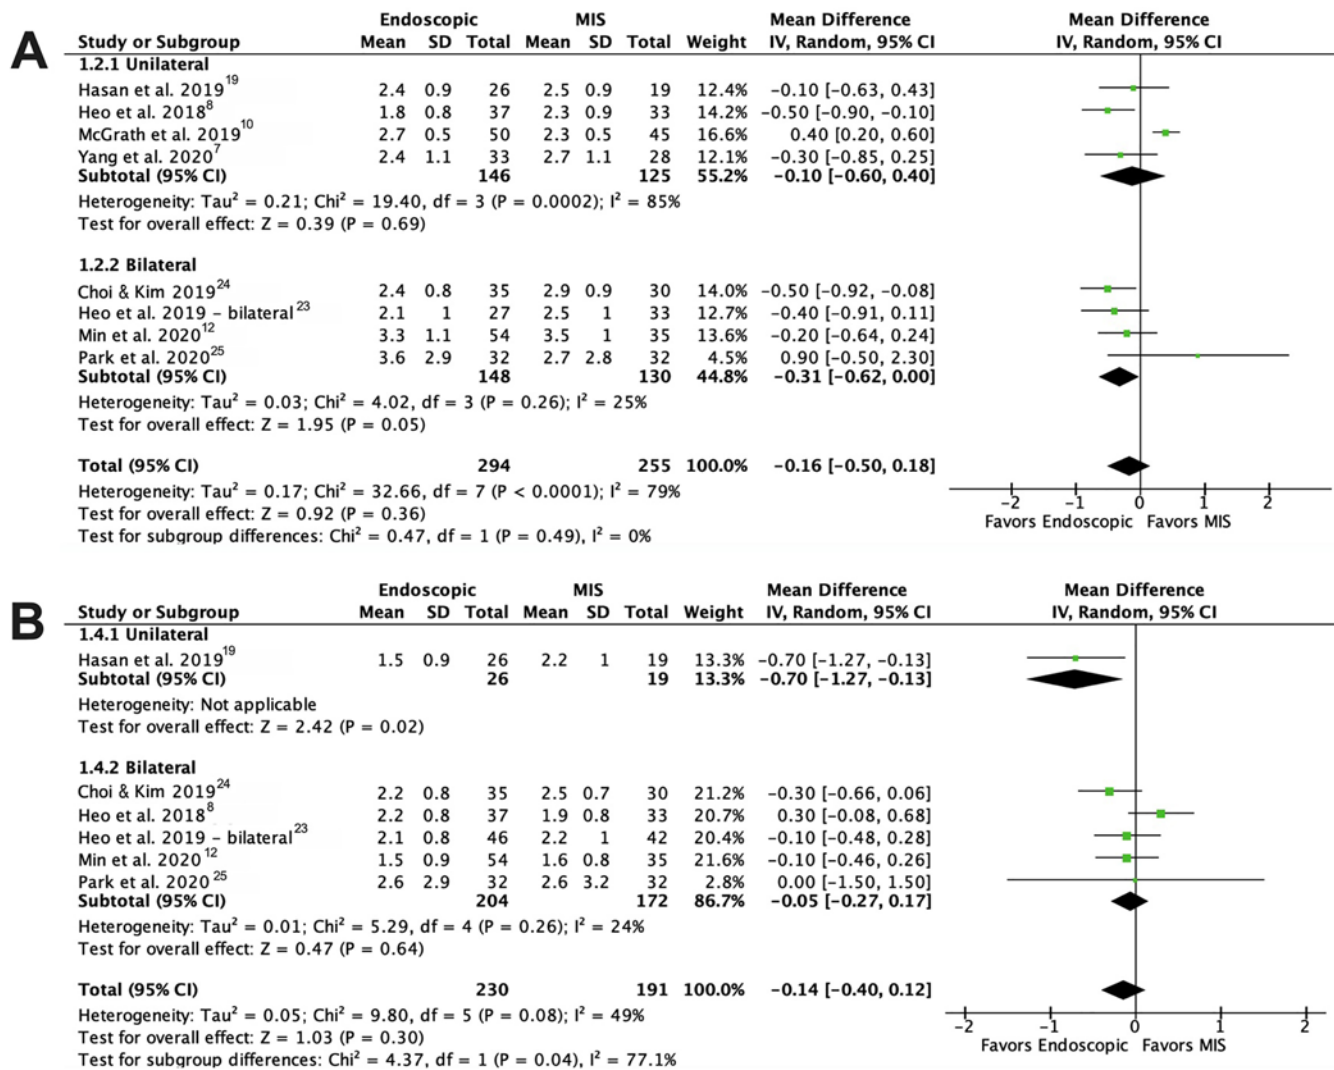 A
Endoscopic MIS Mean Difference Mean Difference
Study or Subgroup Mean SD Total Mean SD Total Weight IV, Random, 95% CI IV, Random, 95% CI
1.2.1 Unilateral
Hasan et al. 2019¹⁹ 2.4 0.9 26 2.5 0.9 19 12.4% −0.10 [−0.63, 0.43]
Heo et al. 2018⁸ 1.8 0.8 37 2.3 0.9 33 14.2% −0.50 [−0.90, −0.10]
McGrath et al. 2019¹⁰ 2.7 0.5 50 2.3 0.5 45 16.6% 0.40 [0.20, 0.60]
Yang et al. 2020⁷ 2.4 1.1 33 2.7 1.1 28 12.1% −0.30 [−0.85, 0.25]
Subtotal (95% CI) 146 125 55.2% −0.10 [−0.60, 0.40]
Heterogeneity: Tau² = 0.21; Chi² = 19.40, df = 3 (P = 0.0002); I² = 85%
Test for overall effect: Z = 0.39 (P = 0.69)
1.2.2 Bilateral
Choi & Kim 2019²⁴ 2.4 0.8 35 2.9 0.9 30 14.0% −0.50 [−0.92, −0.08]
Heo et al. 2019 – bilateral²³ 2.1 1 27 2.5 1 33 12.7% −0.40 [−0.91, 0.11]
Min et al. 2020¹² 3.3 1.1 54 3.5 1 35 13.6% −0.20 [−0.64, 0.24]
Park et al. 2020²⁵ 3.6 2.9 32 2.7 2.8 32 4.5% 0.90 [−0.50, 2.30]
Subtotal (95% CI) 148 130 44.8% −0.31 [−0.62, 0.00]
Heterogeneity: Tau² = 0.03; Chi² = 4.02, df = 3 (P = 0.26); I² = 25%
Test for overall effect: Z = 1.95 (P = 0.05)
Total (95% CI) 294 255 100.0% −0.16 [−0.50, 0.18]
Heterogeneity: Tau² = 0.17; Chi² = 32.66, df = 7 (P < 0.0001); I² = 79%
Test for overall effect: Z = 0.92 (P = 0.36)
Test for subgroup differences: Chi² = 0.47, df = 1 (P = 0.49), I² = 0%
−2 −1 0 1 2
Favors Endoscopic Favors MIS
B
Endoscopic MIS Mean Difference Mean Difference
Study or Subgroup Mean SD Total Mean SD Total Weight IV, Random, 95% CI IV, Random, 95% CI
1.4.1 Unilateral
Hasan et al. 2019¹⁹ 1.5 0.9 26 2.2 1 19 13.3% −0.70 [−1.27, −0.13]
Subtotal (95% CI) 26 19 13.3% −0.70 [−1.27, −0.13]
Heterogeneity: Not applicable
Test for overall effect: Z = 2.42 (P = 0.02)
1.4.2 Bilateral
Choi & Kim 2019²⁴ 2.2 0.8 35 2.5 0.7 30 21.2% −0.30 [−0.66, 0.06]
Heo et al. 2018⁸ 2.2 0.8 37 1.9 0.8 33 20.7% 0.30 [−0.08, 0.68]
Heo et al. 2019 – bilateral²³ 2.1 0.8 46 2.2 1 42 20.4% −0.10 [−0.48, 0.28]
Min et al. 2020¹² 1.5 0.9 54 1.6 0.8 35 21.6% −0.10 [−0.46, 0.26]
Park et al. 2020²⁵ 2.6 2.9 32 2.6 3.2 32 2.8% 0.00 [−1.50, 1.50]
Subtotal (95% CI) 204 172 86.7% −0.05 [−0.27, 0.17]
Heterogeneity: Tau² = 0.01; Chi² = 5.29, df = 4 (P = 0.26); I² = 24%
Test for overall effect: Z = 0.47 (P = 0.64)
Total (95% CI) 230 191 100.0% −0.14 [−0.40, 0.12]
Heterogeneity: Tau² = 0.05; Chi² = 9.80, df = 5 (P = 0.08); I² = 49%
Test for overall effect: Z = 1.03 (P = 0.30)
Test for subgroup differences: Chi² = 4.37, df = 1 (P = 0.04), I² = 77.1%
−2 −1 0 1 2
Favors Endoscopic Favors MIS